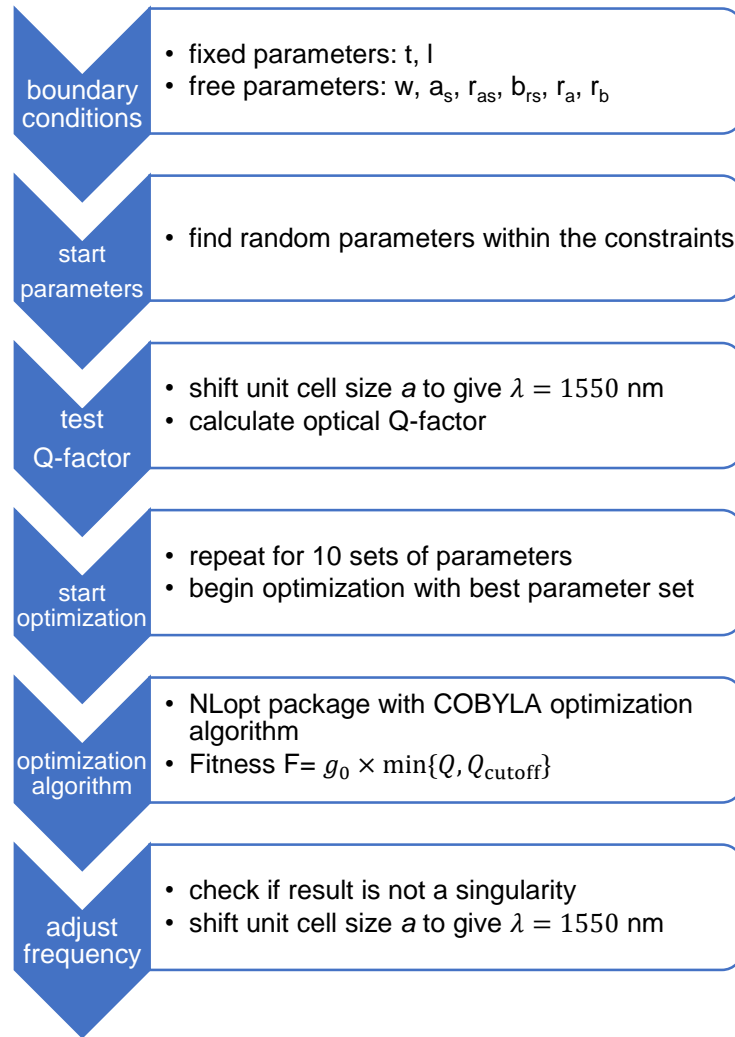 boundary
conditions
• fixed parameters: t, l
• free parameters: w, aₛ, rₐₛ, bᵣₛ, rₐ, r_b
start
parameters
• find random parameters within the constraints
test
Q-factor
• shift unit cell size a to give λ = 1550 nm
• calculate optical Q-factor
start
optimization
• repeat for 10 sets of parameters
• begin optimization with best parameter set
optimization
algorithm
• NLopt package with COBYLA optimization
algorithm
• Fitness F= g₀ × min{Q, Q_cutoff}
adjust
frequency
• check if result is not a singularity
• shift unit cell size a to give λ = 1550 nm